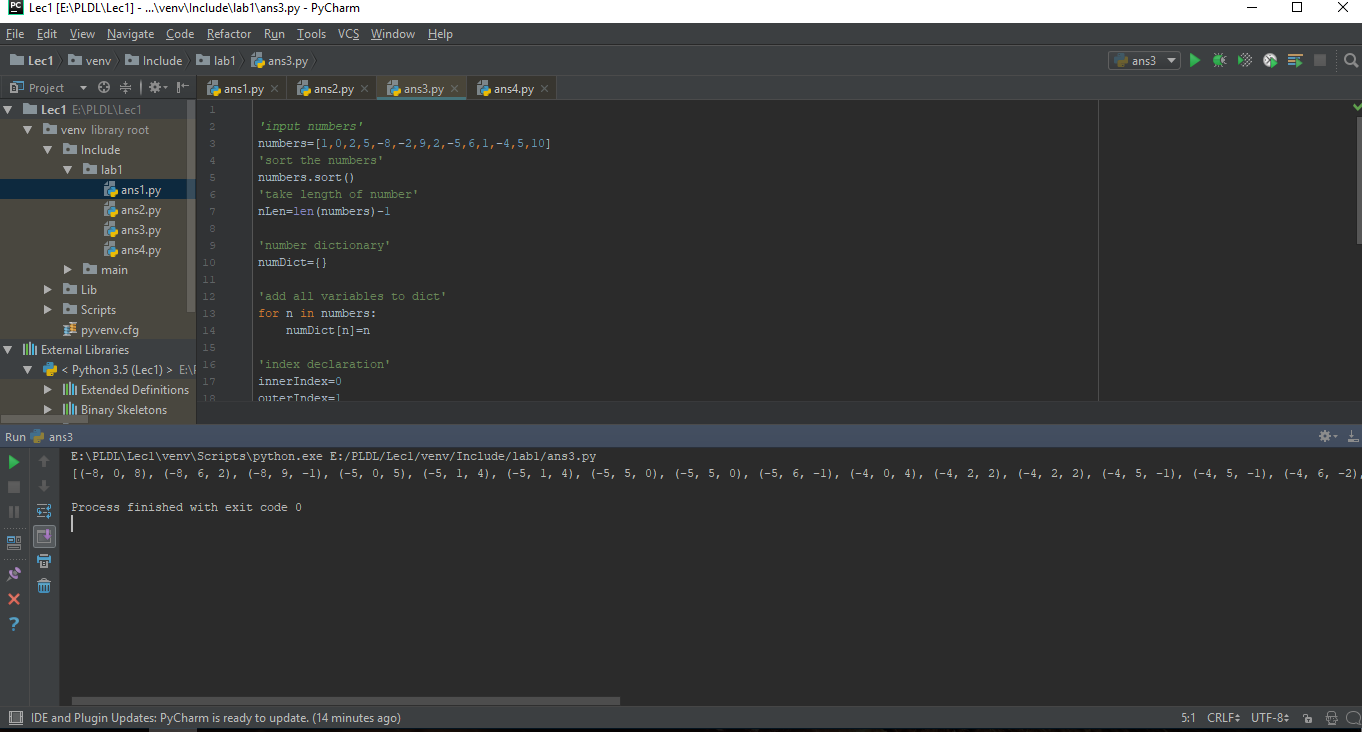 Lec1 [E:\PLDL\Lec1] - ...\venv\Include\lab1\ans3.py - PyCharm
File Edit View Navigate Code Refactor Run Tools VCS Window Help
Lec1 venv Include lab1 ans3.py ans3
Project
ans1.py ans2.py ans3.py ans4.py
Lec1 E:\PLDL\Lec1
venv library root
Include
lab1
ans1.py
ans2.py
ans3.py
ans4.py
main
Lib
Scripts
pyvenv.cfg
External Libraries
< Python 3.5 (Lec1) > E:\
Extended Definitions
Binary Skeletons
1
2 'input numbers'
3 numbers=[1,0,2,5,-8,-2,9,2,-5,6,1,-4,5,10]
4 'sort the numbers'
5 numbers.sort()
6 'take length of number'
7 nLen=len(numbers)-1
8
9 'number dictionary'
10 numDict={}
11
12 'add all variables to dict'
13 for n in numbers:
14 numDict[n]=n
15
16 'index declaration'
17 innerIndex=0
18 outerIndex=1
Run ans3
E:\PLDL\Lec1\venv\Scripts\python.exe E:/PLDL/Lec1/venv/Include/lab1/ans3.py
[(-8, 0, 8), (-8, 6, 2), (-8, 9, -1), (-5, 0, 5), (-5, 1, 4), (-5, 1, 4), (-5, 5, 0), (-5, 5, 0), (-5, 6, -1), (-4, 0, 4), (-4, 2, 2), (-4, 2, 2), (-4, 5, -1), (-4, 5, -1), (-4, 6, -2),
Process finished with exit code 0
IDE and Plugin Updates: PyCharm is ready to update. (14 minutes ago) 5:1 CRLF UTF-8